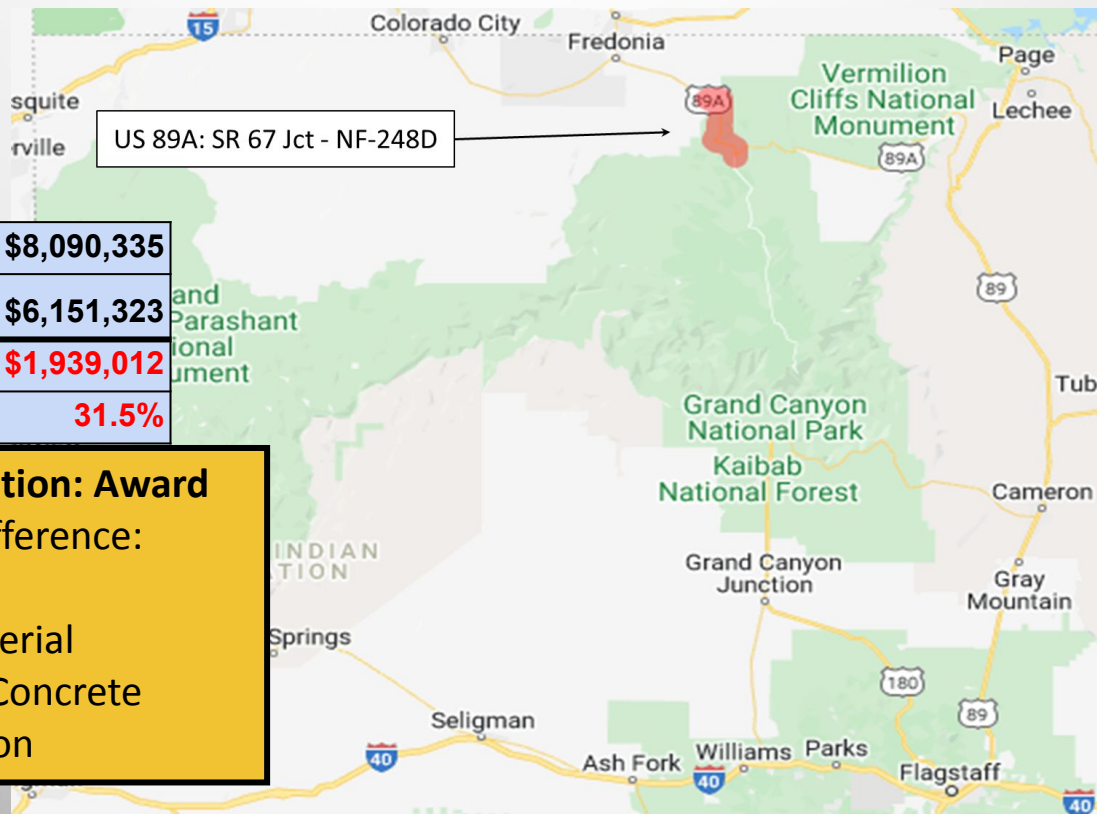 15
Colorado City
Fredonia
Page
Lechee
squite
rville
US 89A: SR 67 Jct - NF-248D
89A
Vermilion
Cliffs National
Monument
89A
$8,090,335
$6,151,323
$1,939,012
31.5%
and
Parashant
ional
ument
89
Tub
Grand Canyon
National Park
Kaibab
National Forest
Cameron
tion: Award
fference:
erial
Concrete
on
INDIAN
TION
Springs
Grand Canyon
Junction
Gray
Mountain
180
89
Seligman
40
Ash Fork
Williams
Parks
40
Flagstaff
40